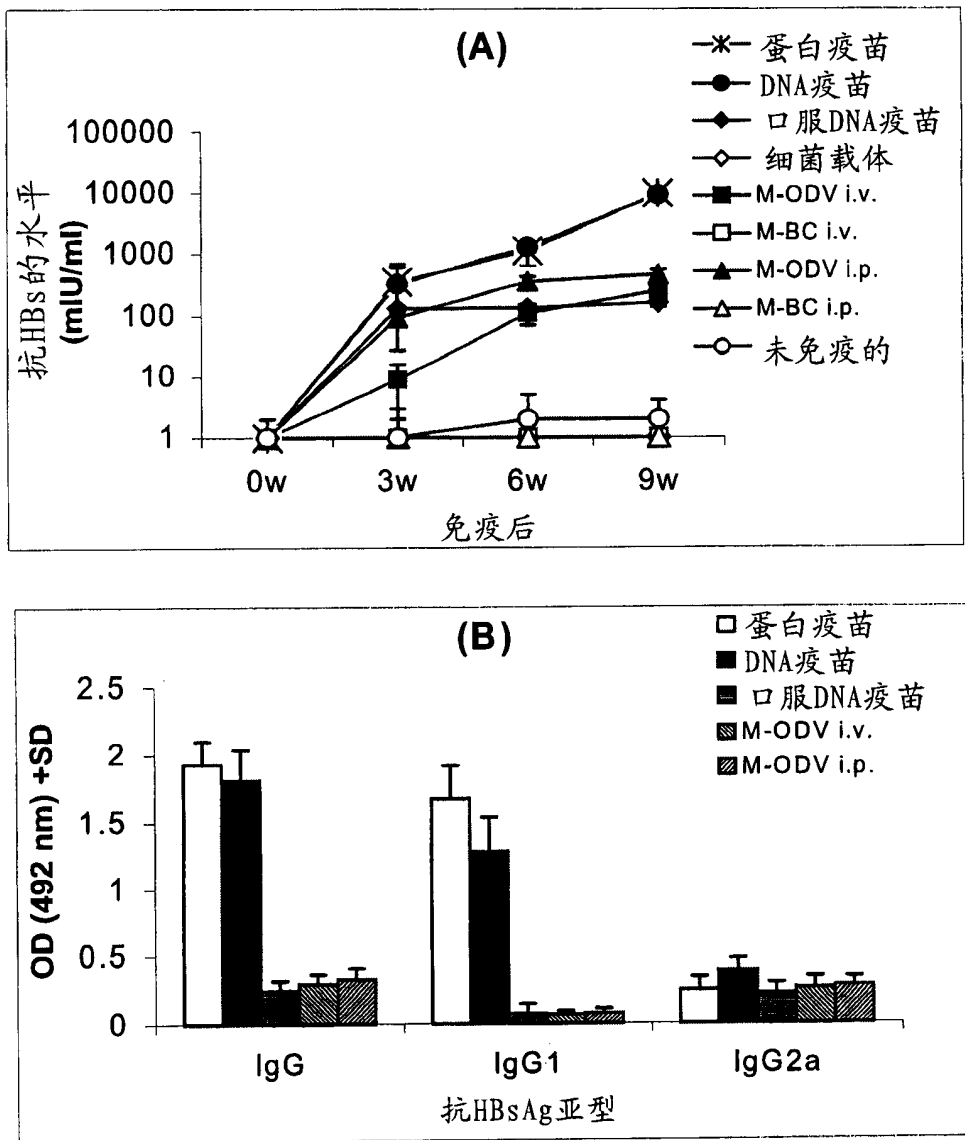 (A)
蛋白疫苗
DNA疫苗
口服DNA疫苗
细菌载体
M-ODV i.v.
M-BC i.v.
M-ODV i.p.
M-BC i.p.
未免疫的
抗HBs的水平
(mIU/ml)
100000
10000
1000
100
10
1
0w 3w 6w 9w
免疫后
(B)
蛋白疫苗
DNA疫苗
口服DNA疫苗
M-ODV i.v.
M-ODV i.p.
OD (492 nm) +SD
2.5
2
1.5
1
0.5
0
IgG IgG1 IgG2a
抗HBsAg亚型